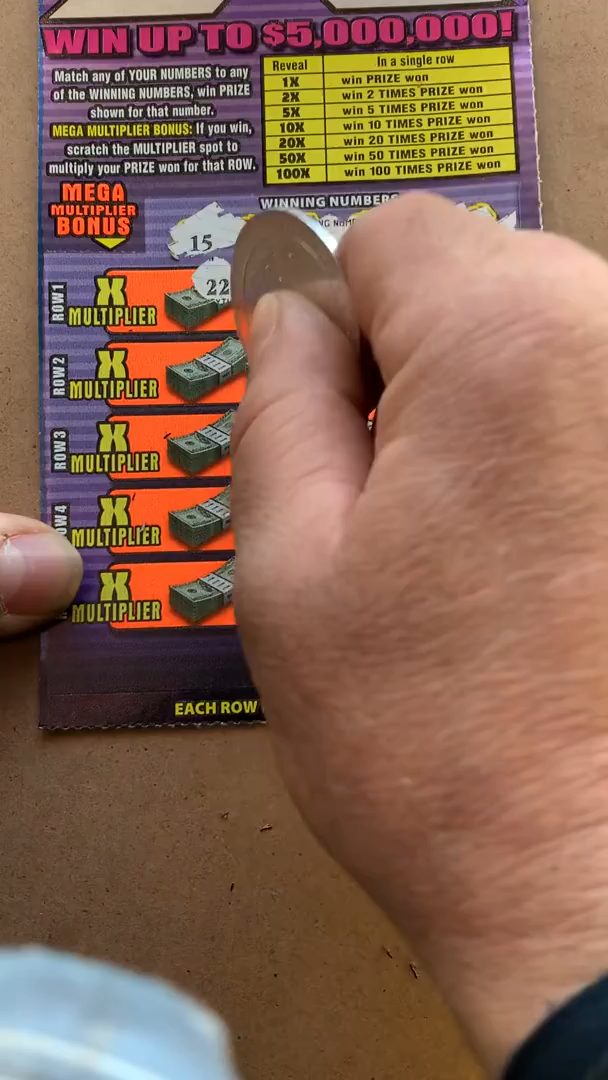 WIN UP TO $5,000,000!
Match any of YOUR NUMBERS to any
of the WINNING NUMBERS, win PRIZE
shown for that number.
MEGA MULTIPLIER BONUS: If you win,
scratch the MULTIPLIER spot to
multiply your PRIZE won for that ROW.
Reveal In a single row
1X win PRIZE won
2X win 2 TIMES PRIZE won
5X win 5 TIMES PRIZE won
10X win 10 TIMES PRIZE won
20X win 20 TIMES PRIZE won
50X win 50 TIMES PRIZE won
100X win 100 TIMES PRIZE won
MEGA
MULTIPLIER
BONUS
WINNING NUMBERS
15
ROW1 X
MULTIPLIER
22
ROW 2 X
MULTIPLIER
ROW3 X
MULTIPLIER
X
MULTIPLIER
X
MULTIPLIER
EACH ROW